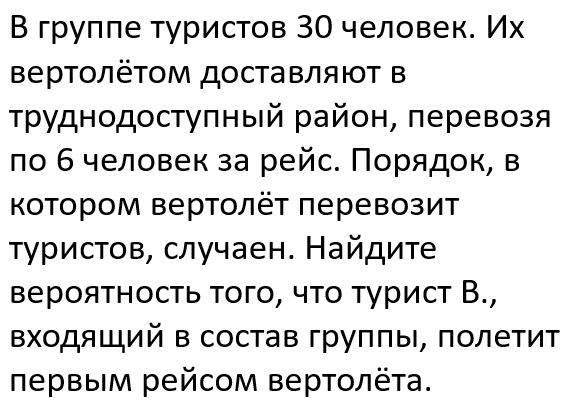 В группе туристов 30 человек. Их
вертолётом доставляют в
труднодоступный район, перевозя
по 6 человек за рейс. Порядок, в
котором вертолёт перевозит
туристов, случаен. Найдите
вероятность того, что турист В.,
входящий в состав группы, полетит
первым рейсом вертолёта.